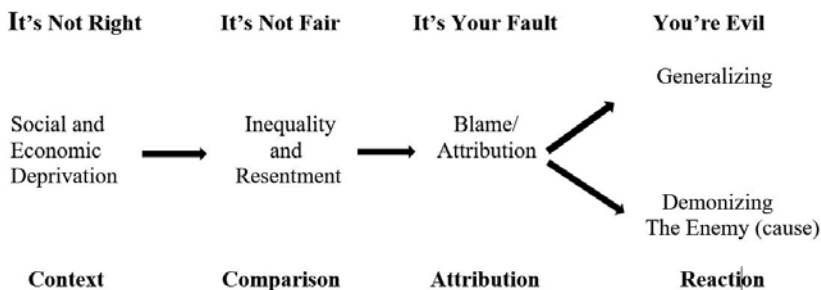 It's Not Right
It's Not Fair
It's Your Fault
You're Evil
Generalizing
Social and
Economic
Deprivation
Inequality
and
Resentment
Blame/
Attribution
Demonizing
The Enemy (cause)
Context
Comparison
Attribution
Reaction